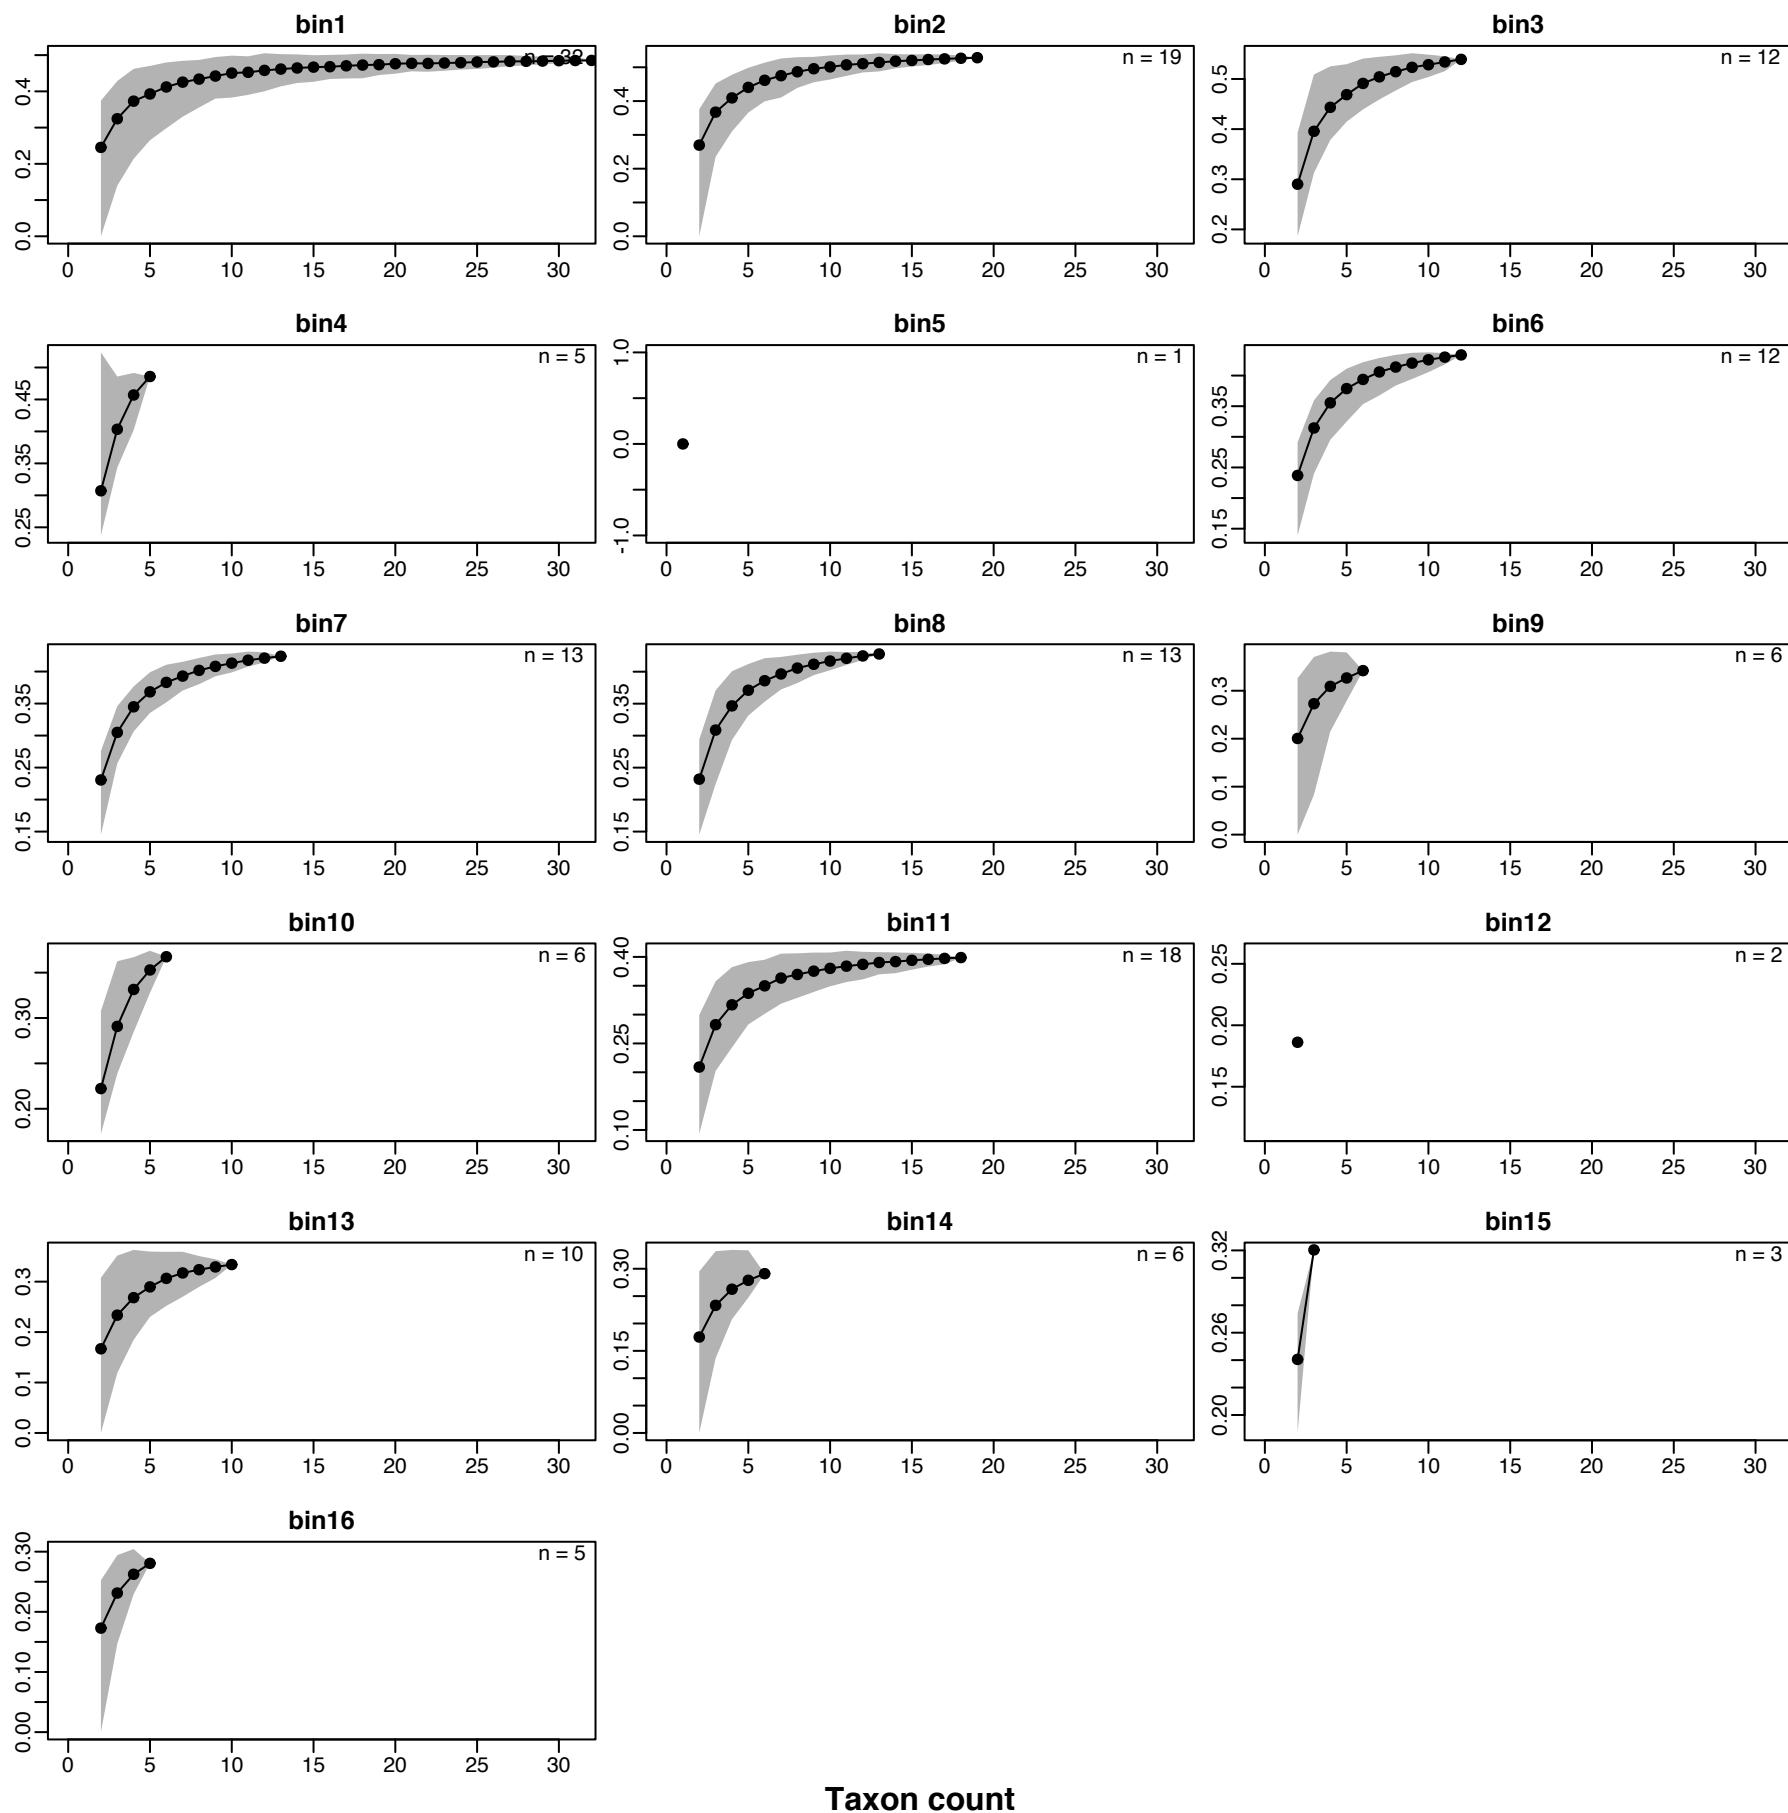 bin1
n = 32
0.0 0.2 0.4
0 5 10 15 20 25 30
bin2
n = 19
0.0 0.2 0.4
0 5 10 15 20 25 30
bin3
n = 12
0.2 0.3 0.4 0.5
0 5 10 15 20 25 30
bin4
n = 5
0.25 0.35 0.45
0 5 10 15 20 25 30
bin5
n = 1
-1.0 0.0 1.0
0 5 10 15 20 25 30
bin6
n = 12
0.15 0.25 0.35
0 5 10 15 20 25 30
bin7
n = 13
0.15 0.25 0.35
0 5 10 15 20 25 30
bin8
n = 13
0.15 0.25 0.35
0 5 10 15 20 25 30
bin9
n = 6
0.0 0.1 0.2 0.3
0 5 10 15 20 25 30
bin10
n = 6
0.20 0.30
0 5 10 15 20 25 30
bin11
n = 18
0.10 0.25 0.40
0 5 10 15 20 25 30
bin12
n = 2
0.15 0.20 0.25
0 5 10 15 20 25 30
bin13
n = 10
0.0 0.1 0.2 0.3
0 5 10 15 20 25 30
bin14
n = 6
0.00 0.15 0.30
0 5 10 15 20 25 30
bin15
n = 3
0.20 0.26 0.32
0 5 10 15 20 25 30
bin16
n = 5
0.00 0.10 0.20 0.30
0 5 10 15 20 25 30
Taxon count